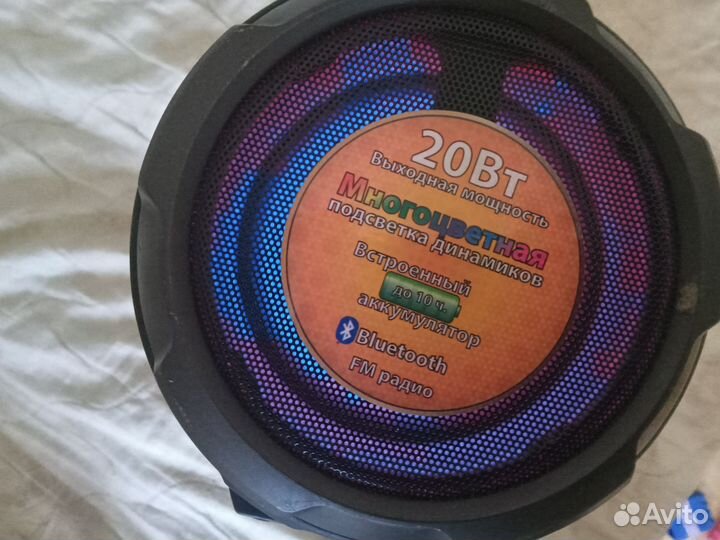 20Вт
Выходная мощность
Многоцветная
подсветка динамиков
Встроенный
до 10 ч.
аккумулятор
Bluetooth
FM радио
Avito